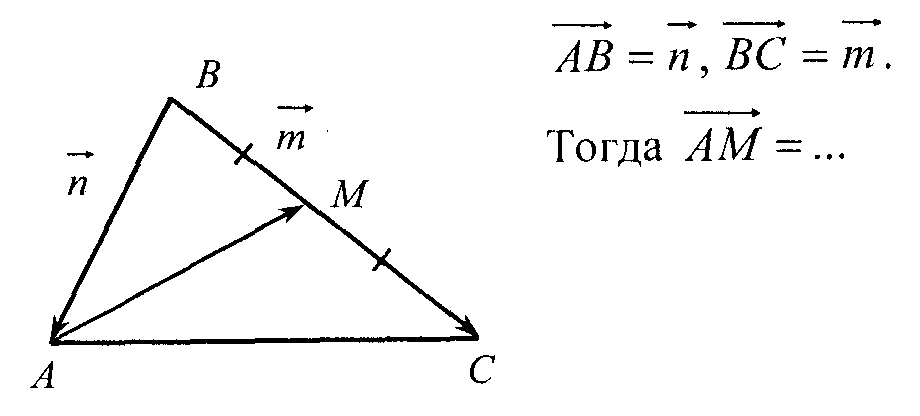 AB = n, BC = m.
Тогда AM = ...
B
m
n
M
A
C